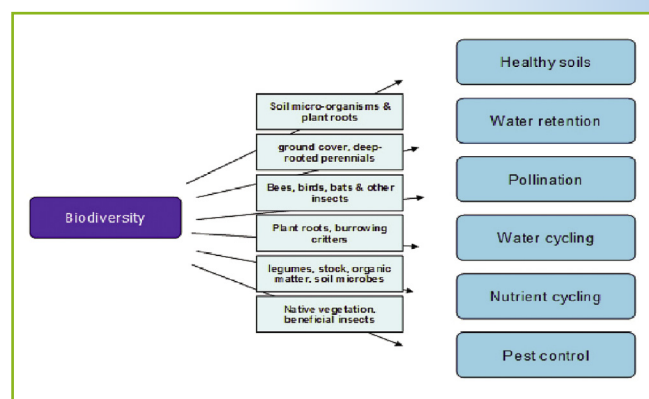 Healthy soils
Soil micro-organisms &
plant roots
Water retention
ground cover, deep-
rooted perennials
Bees, birds, bats & other
insects
Pollination
Biodiversity
Plant roots, burrowing
critters
Water cycling
legumes, stock, organic
matter, soil microbes
Nutrient cycling
Native vegetation,
beneficial insects
Pest control